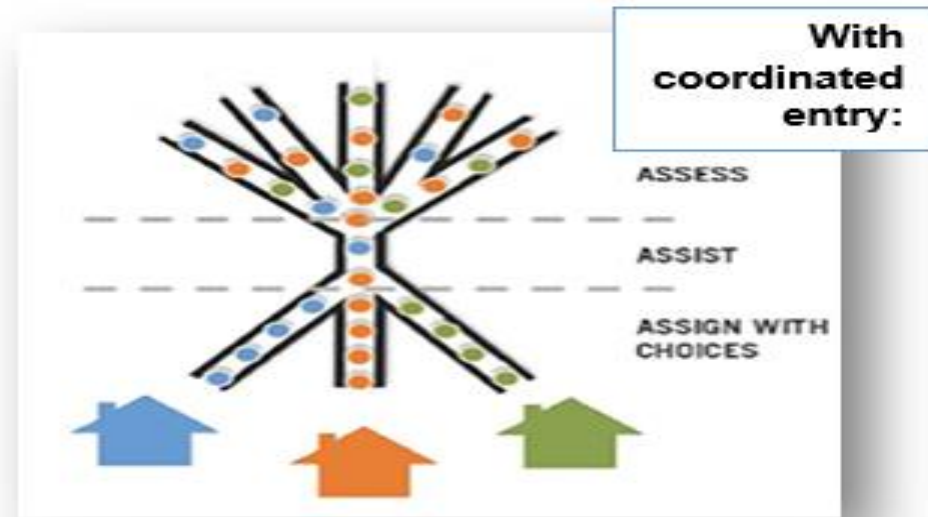 With
coordinated
entry:
ASSESS
ASSIST
ASSIGN WITH
CHOICES